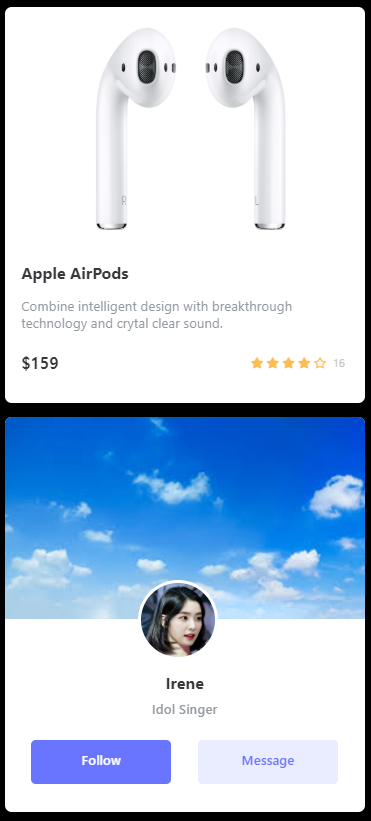 R
L
Apple AirPods
Combine intelligent design with breakthrough
technology and crytal clear sound.
$159
16
Irene
Idol Singer
Follow
Message